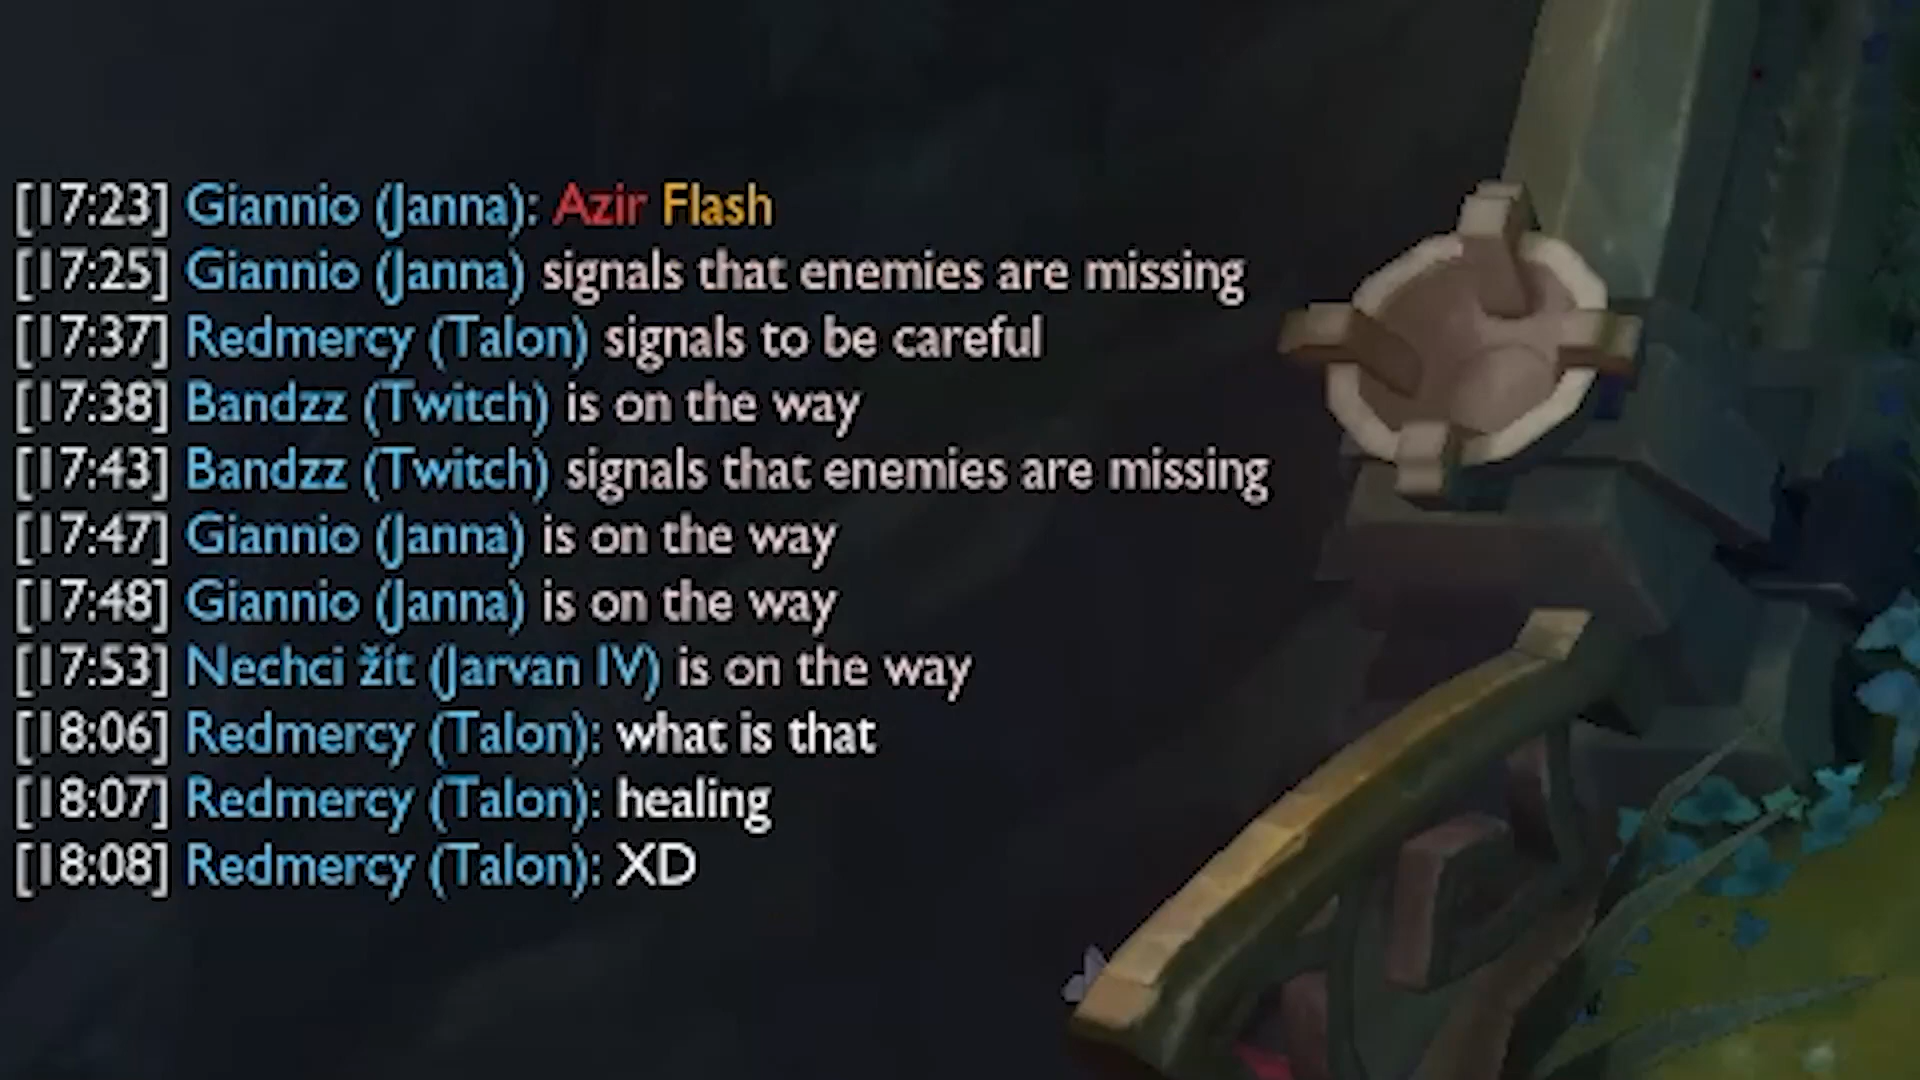 [17:23] Giannio (Janna): Azir Flash
[17:25] Giannio (Janna) signals that enemies are missing
[17:37] Redmercy (Talon) signals to be careful
[17:38] Bandzz (Twitch) is on the way
[17:43] Bandzz (Twitch) signals that enemies are missing
[17:47] Giannio (Janna) is on the way
[17:48] Giannio (Janna) is on the way
[17:53] Nechci žít (Jarvan IV) is on the way
[18:06] Redmercy (Talon): what is that
[18:07] Redmercy (Talon): healing
[18:08] Redmercy (Talon): XD